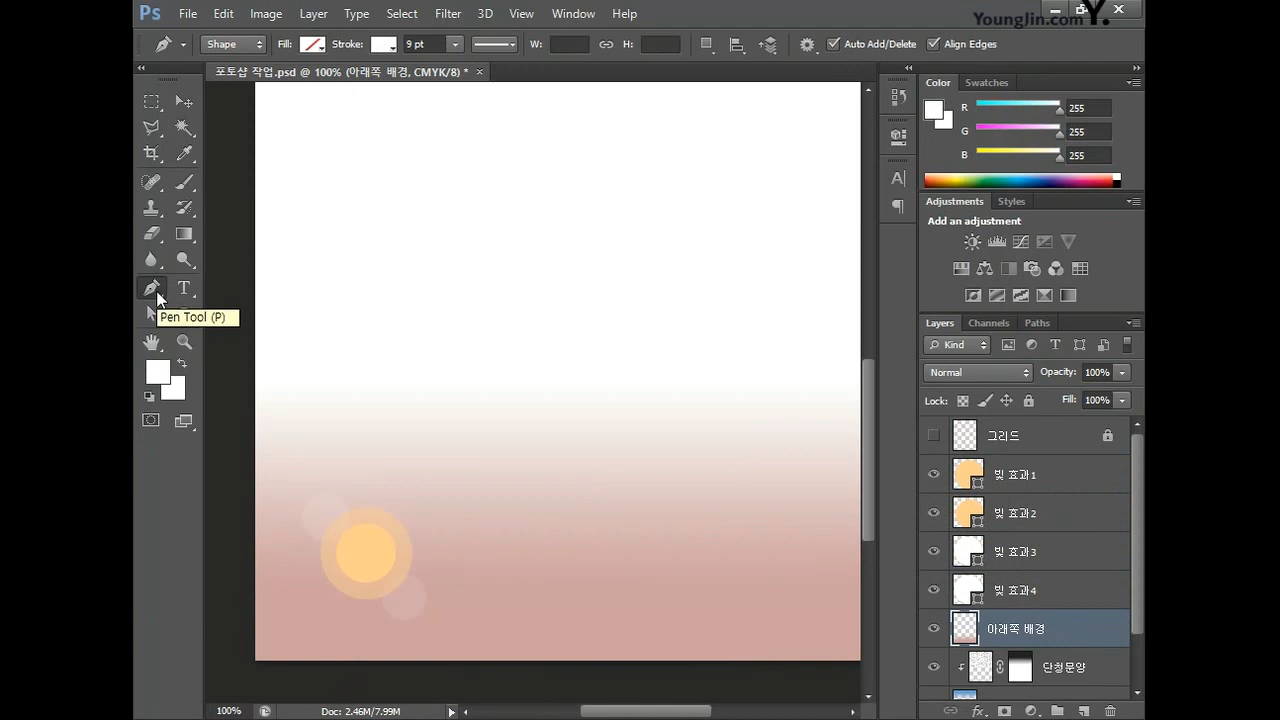 Ps File Edit Image Layer Type Select Filter 3D View Window Help
YoungJin.com Y.
Shape Fill: Stroke: 9 pt W: H: Auto Add/Delete Align Edges
포토샵 작업.psd @ 100% (아래쪽 배경, CMYK/8) * ×
Color Swatches
R 255
G 255
B 255
Adjustments Styles
Add an adjustment
T
Pen Tool (P)
Layers Channels Paths
Kind
Normal Opacity: 100%
Lock: Fill: 100%
그리드
빛 효과1
빛 효과2
빛 효과3
빛 효과4
아래쪽 배경
단청문양
100% Doc: 2.46M/7.99M
fx